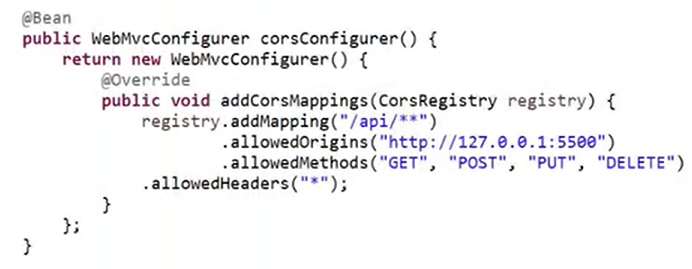 @Bean
public WebMvcConfigurer corsConfigurer() {
    return new WebMvcConfigurer() {
        @Override
        public void addCorsMappings(CorsRegistry registry) {
            registry.addMapping("/api/**")
                    .allowedOrigins("http://127.0.0.1:5500")
                    .allowedMethods("GET", "POST", "PUT", "DELETE")
            .allowedHeaders("*");
        }
    };
}